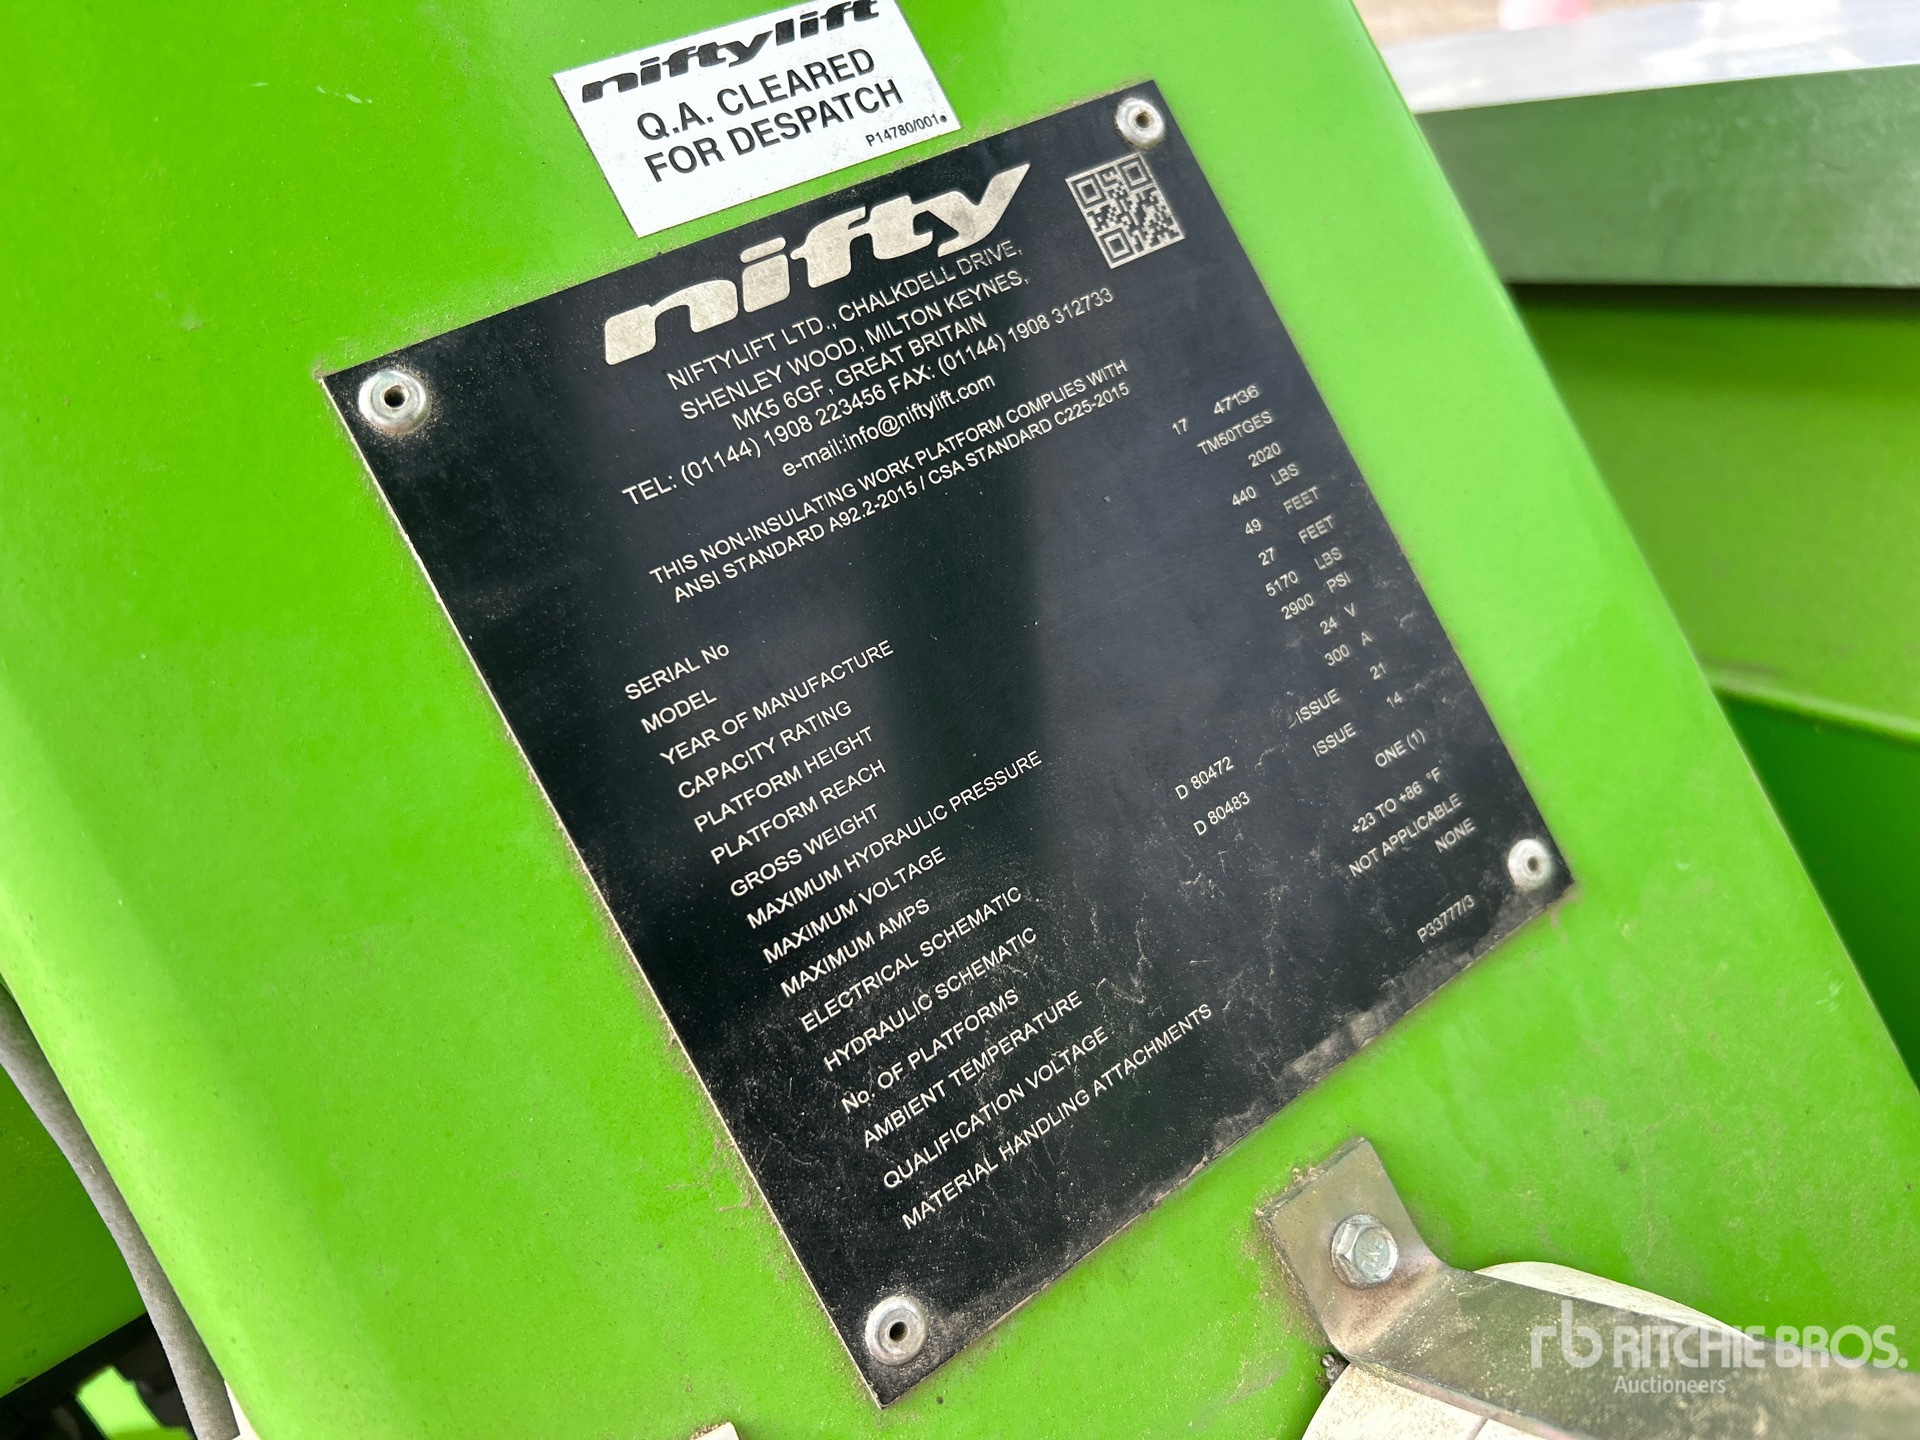 niftylift
Q.A. CLEARED
FOR DESPATCH
P14780/001
nifty
NIFTYLIFT LTD., CHALKDELL DRIVE,
SHENLEY WOOD, MILTON KEYNES,
MK5 6GF, GREAT BRITAIN
TEL: (01144) 1908 223456 FAX: (01144) 1908 312733
e-mail:info@niftylift.com
THIS NON-INSULATING WORK PLATFORM COMPLIES WITH
ANSI STANDARD A92.2-2015 / CSA STANDARD C225-2015
SERIAL No 17 47136
MODEL TM50TGES
YEAR OF MANUFACTURE 2020
CAPACITY RATING 440 LBS
PLATFORM HEIGHT 49 FEET
PLATFORM REACH 27 FEET
GROSS WEIGHT 5170 LBS
MAXIMUM HYDRAULIC PRESSURE 2900 PSI
MAXIMUM VOLTAGE 24 V
MAXIMUM AMPS 300 A
ELECTRICAL SCHEMATIC D 80472 ISSUE 21
HYDRAULIC SCHEMATIC D 80483 ISSUE 14
No. OF PLATFORMS ONE (1)
AMBIENT TEMPERATURE +23 TO +86 °F
QUALIFICATION VOLTAGE NOT APPLICABLE
MATERIAL HANDLING ATTACHMENTS NONE
P33777/3
rb RITCHIE BROS.
Auctioneers